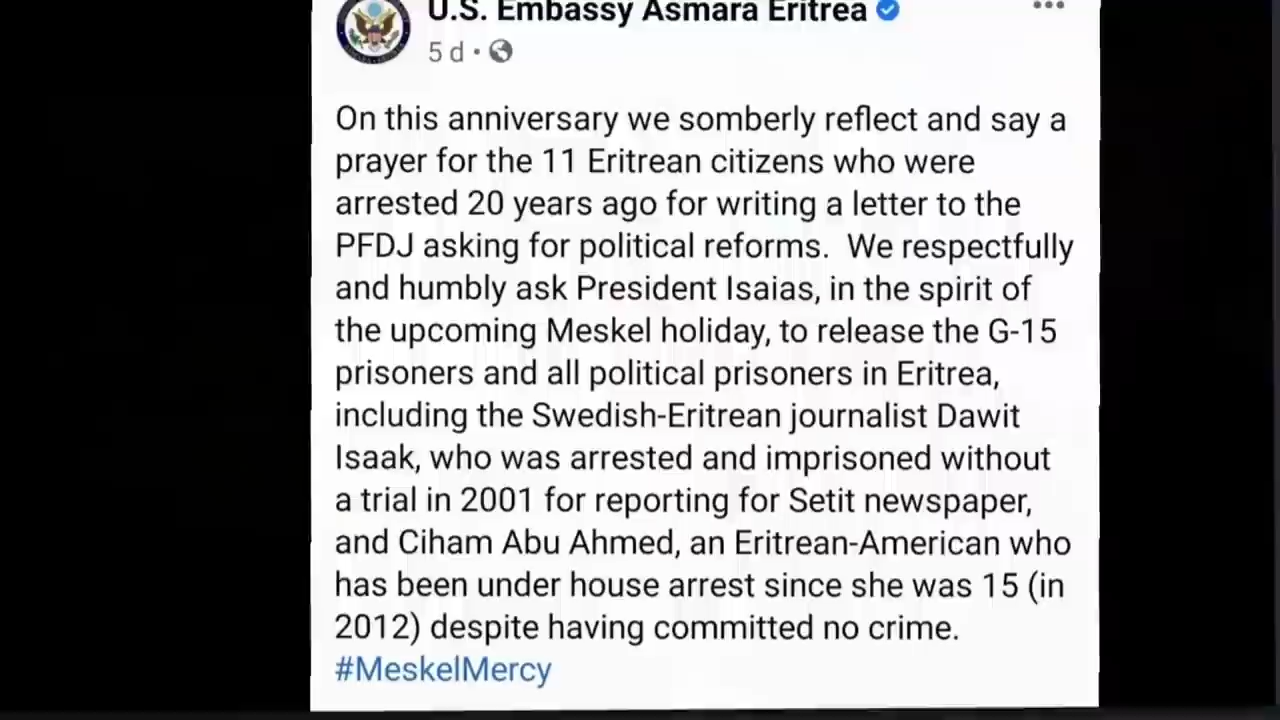 U.S. Embassy Asmara Eritrea
5 d
On this anniversary we somberly reflect and say a
prayer for the 11 Eritrean citizens who were
arrested 20 years ago for writing a letter to the
PFDJ asking for political reforms.  We respectfully
and humbly ask President Isaias, in the spirit of
the upcoming Meskel holiday, to release the G-15
prisoners and all political prisoners in Eritrea,
including the Swedish-Eritrean journalist Dawit
Isaak, who was arrested and imprisoned without
a trial in 2001 for reporting for Setit newspaper,
and Ciham Abu Ahmed, an Eritrean-American who
has been under house arrest since she was 15 (in
2012) despite having committed no crime.
#MeskelMercy